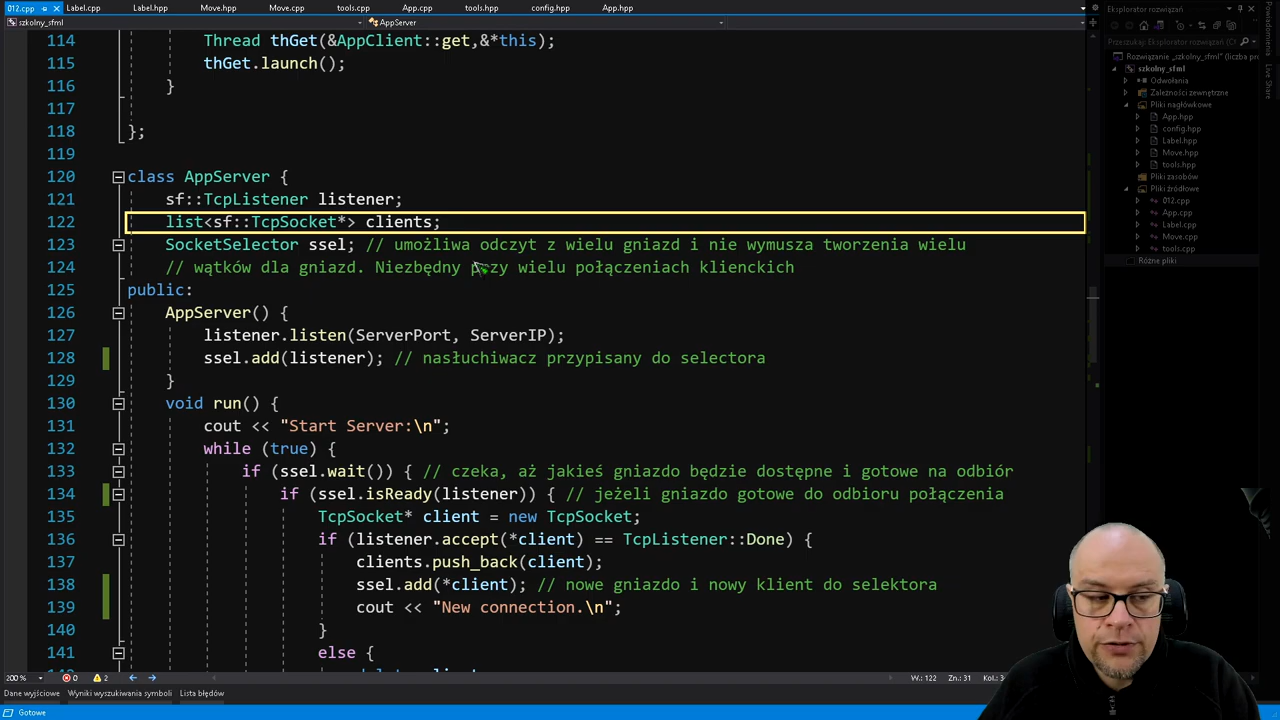 012.cpp
Label.cpp
Label.hpp
Move.hpp
Move.cpp
tools.cpp
App.cpp
tools.hpp
config.hpp
App.hpp
szkolny_sfml
AppServer
114 Thread thGet(&AppClient::get,&*this);
115 thGet.launch();
116 }
117
118 };
119
120 class AppServer {
121 sf::TcpListener listener;
122 list<sf::TcpSocket*> clients;
123 SocketSelector ssel; // umożliwa odczyt z wielu gniazd i nie wymusza tworzenia wielu
124 // wątków dla gniazd. Niezbędny przy wielu połączeniach klienckich
125 public:
126 AppServer() {
127 listener.listen(ServerPort, ServerIP);
128 ssel.add(listener); // nasłuchiwacz przypisany do selectora
129 }
130 void run() {
131 cout << "Start Server:\n";
132 while (true) {
133 if (ssel.wait()) { // czeka, aż jakieś gniazdo będzie dostępne i gotowe na odbiór
134 if (ssel.isReady(listener)) { // jeżeli gniazdo gotowe do odbioru połączenia
135 TcpSocket* client = new TcpSocket;
136 if (listener.accept(*client) == TcpListener::Done) {
137 clients.push_back(client);
138 ssel.add(*client); // nowe gniazdo i nowy klient do selektora
139 cout << "New connection.\n";
140 }
141 else {
200 %
0
2
W.: 122
Zn.: 31
Kol.:
Dane wyjściowe
Wyniki wyszukiwania symboli
Lista błędów
Gotowe
Eksplorator rozwiązań
Przeszukaj: Eksplorator rozwiązań
Rozwiązanie „szkolny_sfml" (liczba
szkolny_sfml
Odwołania
Zależności zewnętrzne
Pliki nagłówkowe
App.hpp
config.hpp
Label.hpp
Move.hpp
tools.hpp
Pliki zasobów
Pliki źródłowe
012.cpp
App.cpp
Label.cpp
Move.cpp
tools.cpp
Różne pliki
Powiadomienia
Live Share